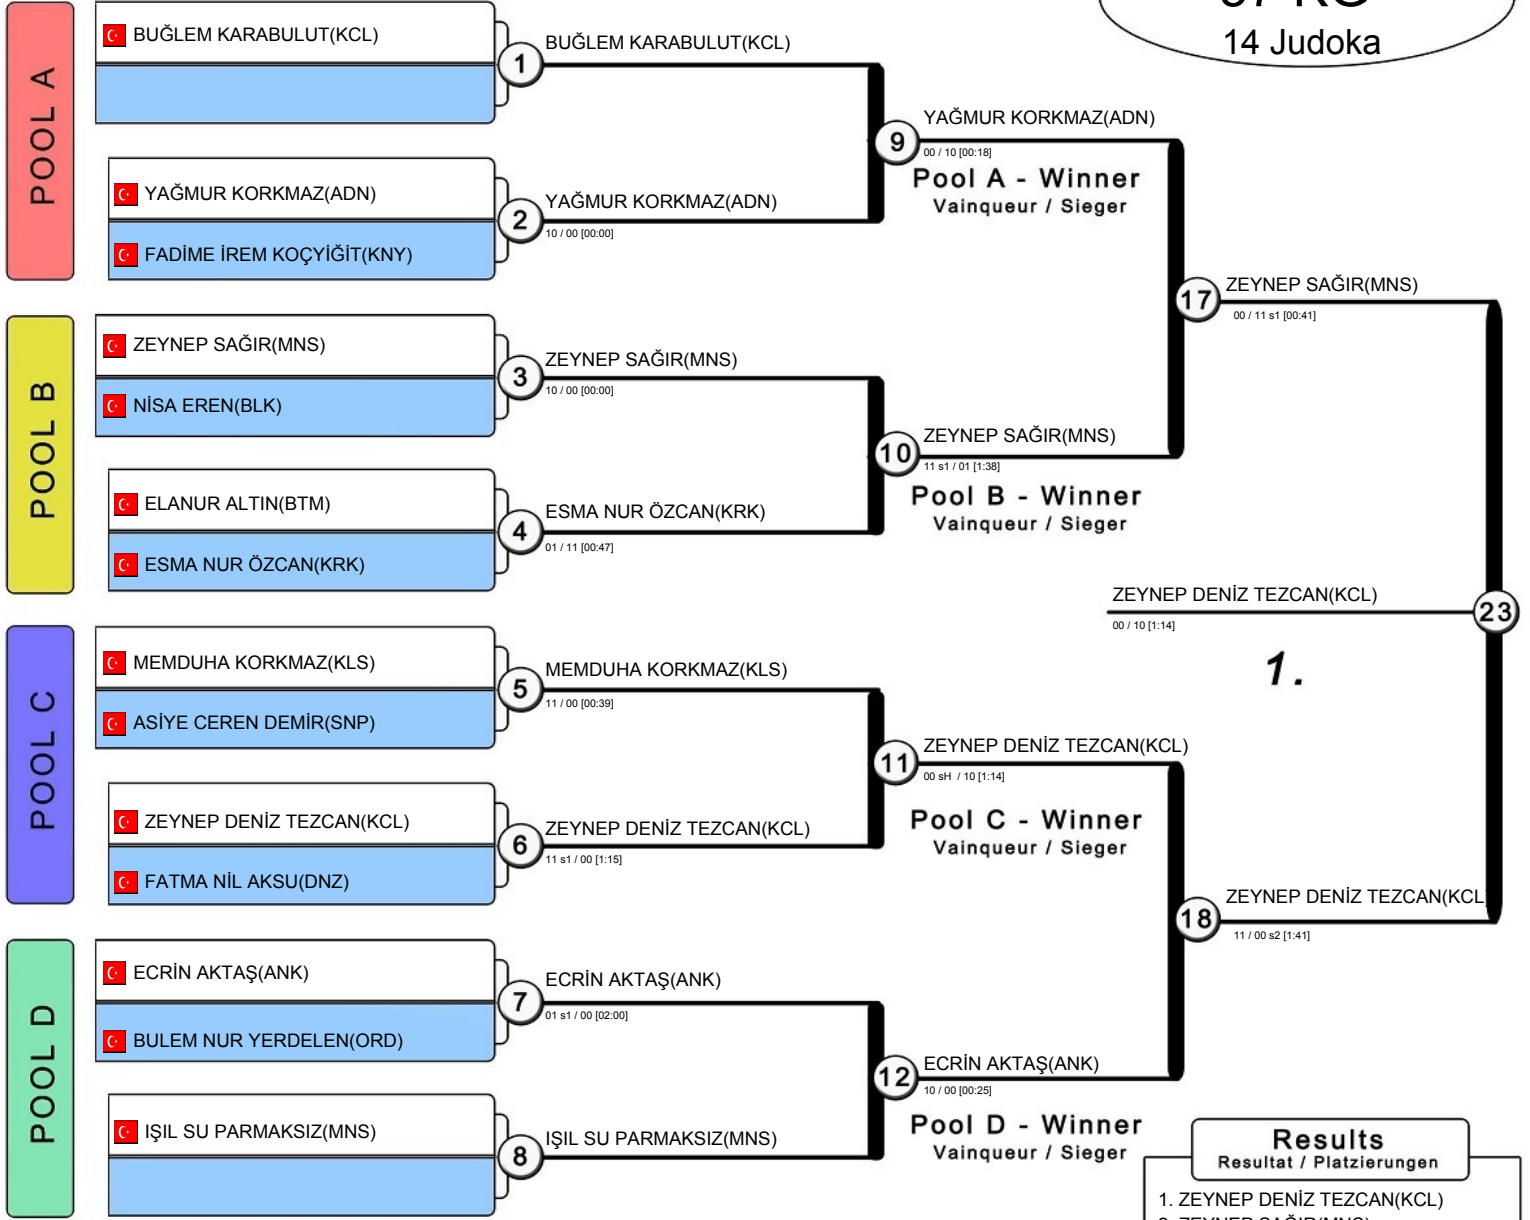 14 Judoka
POOL A
BUĞLEM KARABULUT(KCL)
1
BUĞLEM KARABULUT(KCL)
YAĞMUR KORKMAZ(ADN)
FADİME İREM KOÇYİĞİT(KNY)
2
YAĞMUR KORKMAZ(ADN)
10 / 00 [00:00]
9
YAĞMUR KORKMAZ(ADN)
00 / 10 [00:18]
Pool A - Winner
Vainqueur / Sieger
POOL B
ZEYNEP SAĞIR(MNS)
NİSA EREN(BLK)
3
ZEYNEP SAĞIR(MNS)
10 / 00 [00:00]
ELANUR ALTIN(BTM)
ESMA NUR ÖZCAN(KRK)
4
ESMA NUR ÖZCAN(KRK)
01 / 11 [00:47]
10
ZEYNEP SAĞIR(MNS)
11 s1 / 01 [1:38]
Pool B - Winner
Vainqueur / Sieger
17
ZEYNEP SAĞIR(MNS)
00 / 11 s1 [00:41]
ZEYNEP DENİZ TEZCAN(KCL)
00 / 10 [1:14]
23
1.
POOL C
MEMDUHA KORKMAZ(KLS)
ASİYE CEREN DEMİR(SNP)
5
MEMDUHA KORKMAZ(KLS)
11 / 00 [00:39]
ZEYNEP DENİZ TEZCAN(KCL)
FATMA NİL AKSU(DNZ)
6
ZEYNEP DENİZ TEZCAN(KCL)
11 s1 / 00 [1:15]
11
ZEYNEP DENİZ TEZCAN(KCL)
00 sH / 10 [1:14]
Pool C - Winner
Vainqueur / Sieger
18
ZEYNEP DENİZ TEZCAN(KCL)
11 / 00 s2 [1:41]
POOL D
ECRİN AKTAŞ(ANK)
BULEM NUR YERDELEN(ORD)
7
ECRİN AKTAŞ(ANK)
01 s1 / 00 [02:00]
IŞIL SU PARMAKSIZ(MNS)
8
IŞIL SU PARMAKSIZ(MNS)
12
ECRİN AKTAŞ(ANK)
10 / 00 [00:25]
Pool D - Winner
Vainqueur / Sieger
Results
Resultat / Platzierungen
1. ZEYNEP DENİZ TEZCAN(KCL)
2. ZEYNEP SAĞIR(MNS)